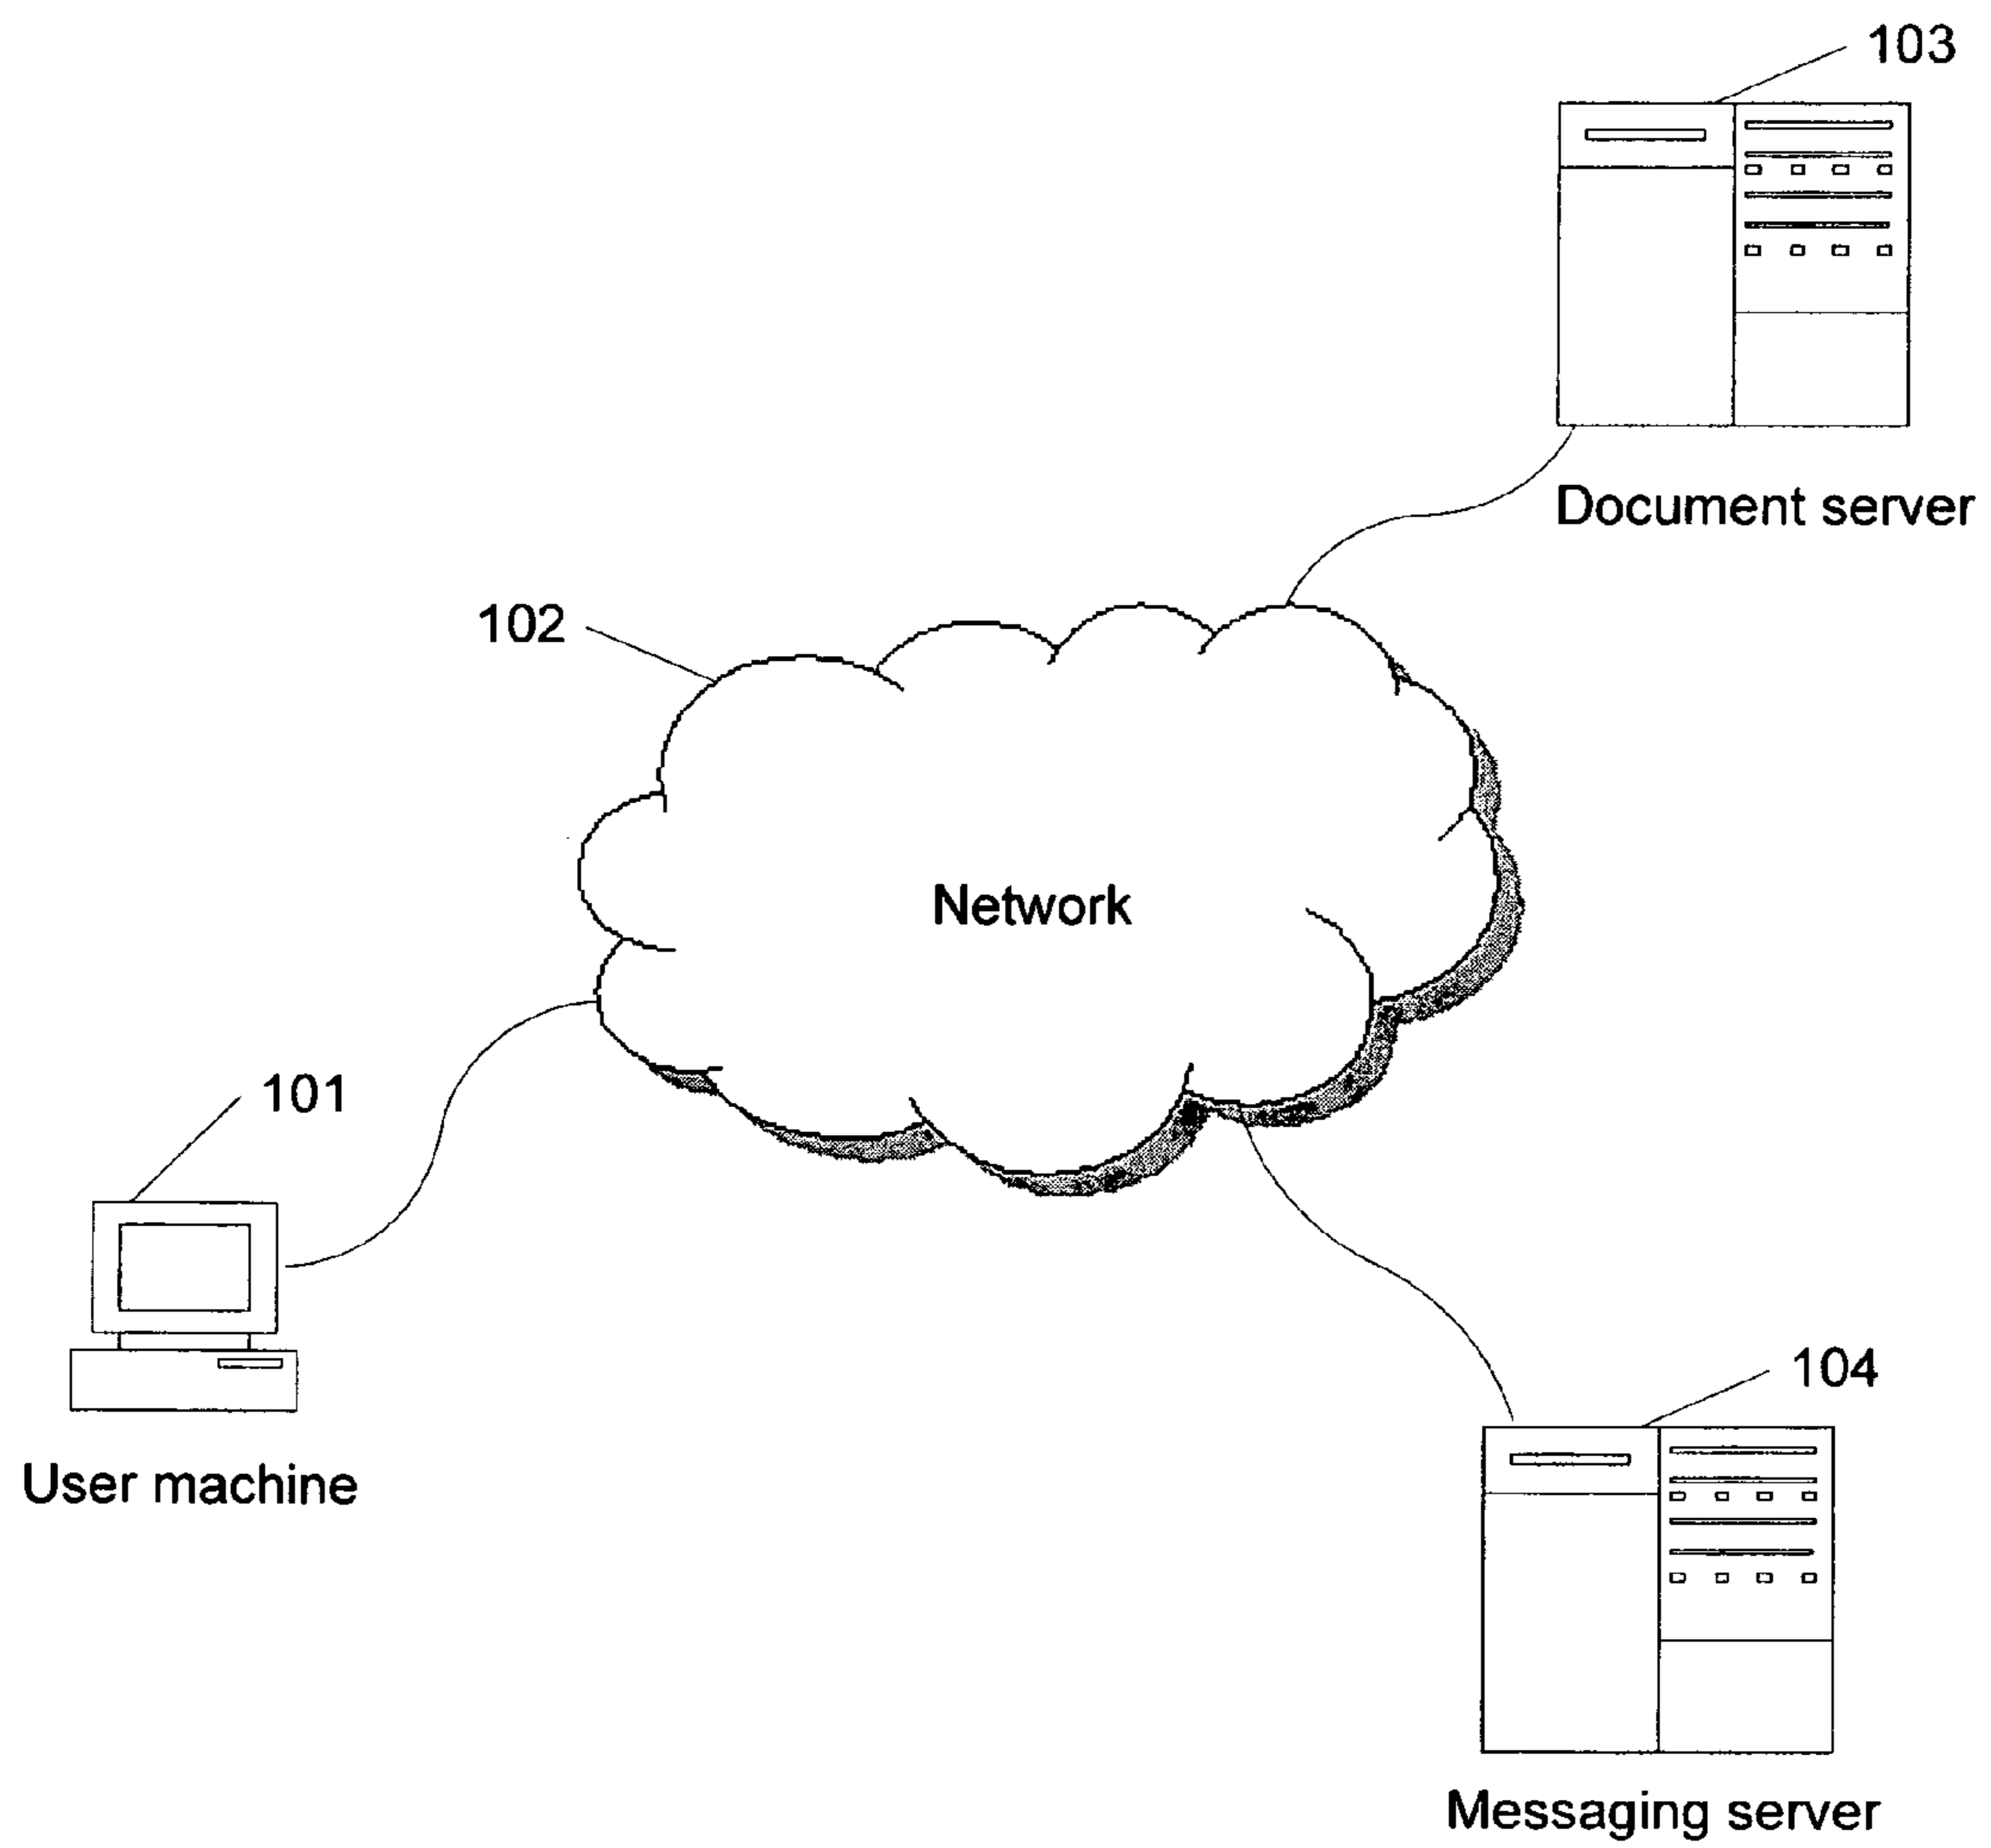 103
Document server
102
Network
101
User machine
104
Messaging server